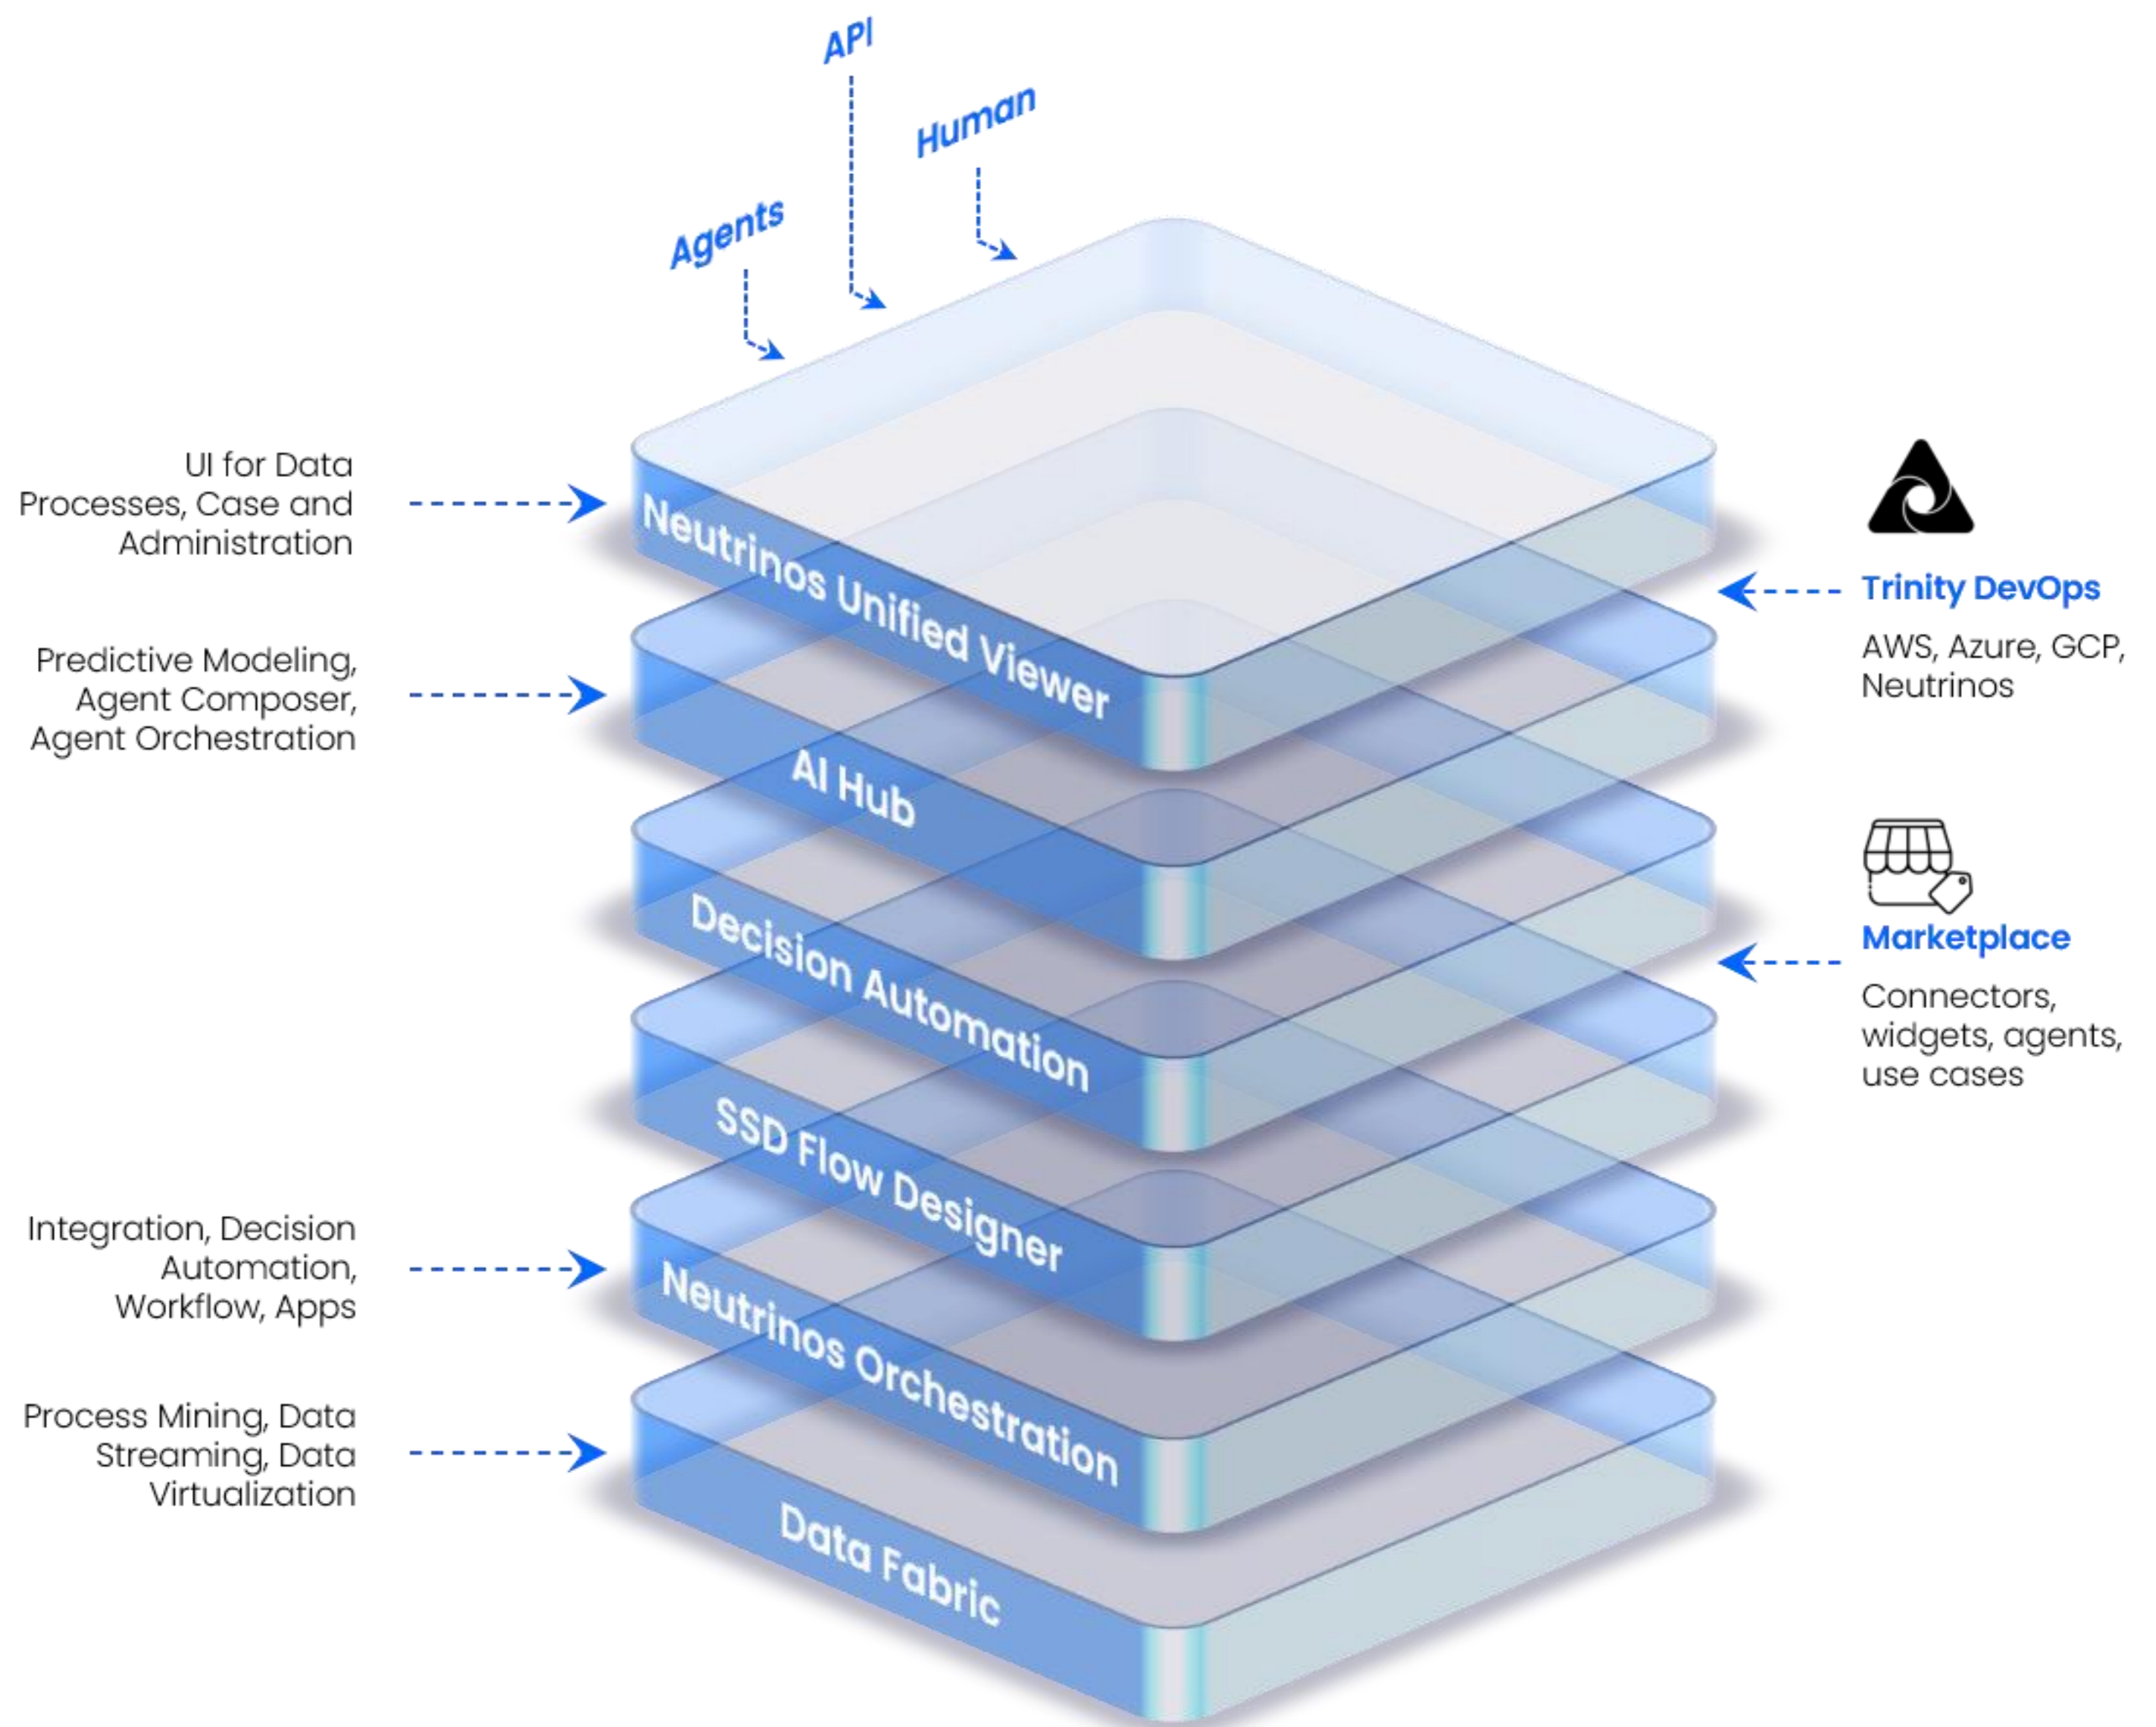 API
Human
Agents
UI for Data
Processes, Case and
Administration
Neutrinos Unified Viewer
Trinity DevOps
AWS, Azure, GCP,
Neutrinos
Predictive Modeling,
Agent Composer,
Agent Orchestration
AI Hub
Decision Automation
Marketplace
Connectors,
widgets, agents,
use cases
SSD Flow Designer
Integration, Decision
Automation,
Workflow, Apps
Neutrinos Orchestration
Process Mining, Data
Streaming, Data
Virtualization
Data Fabric